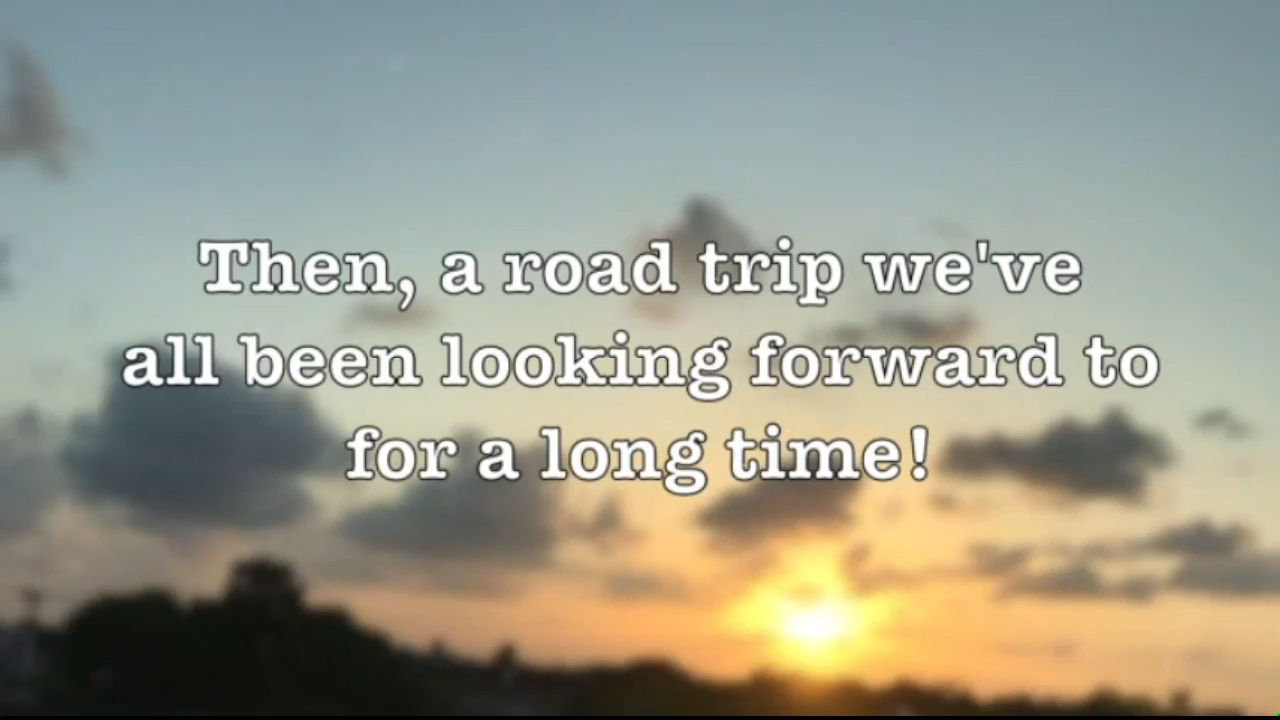 Then, a road trip we've
all been looking forward to
for a long time!